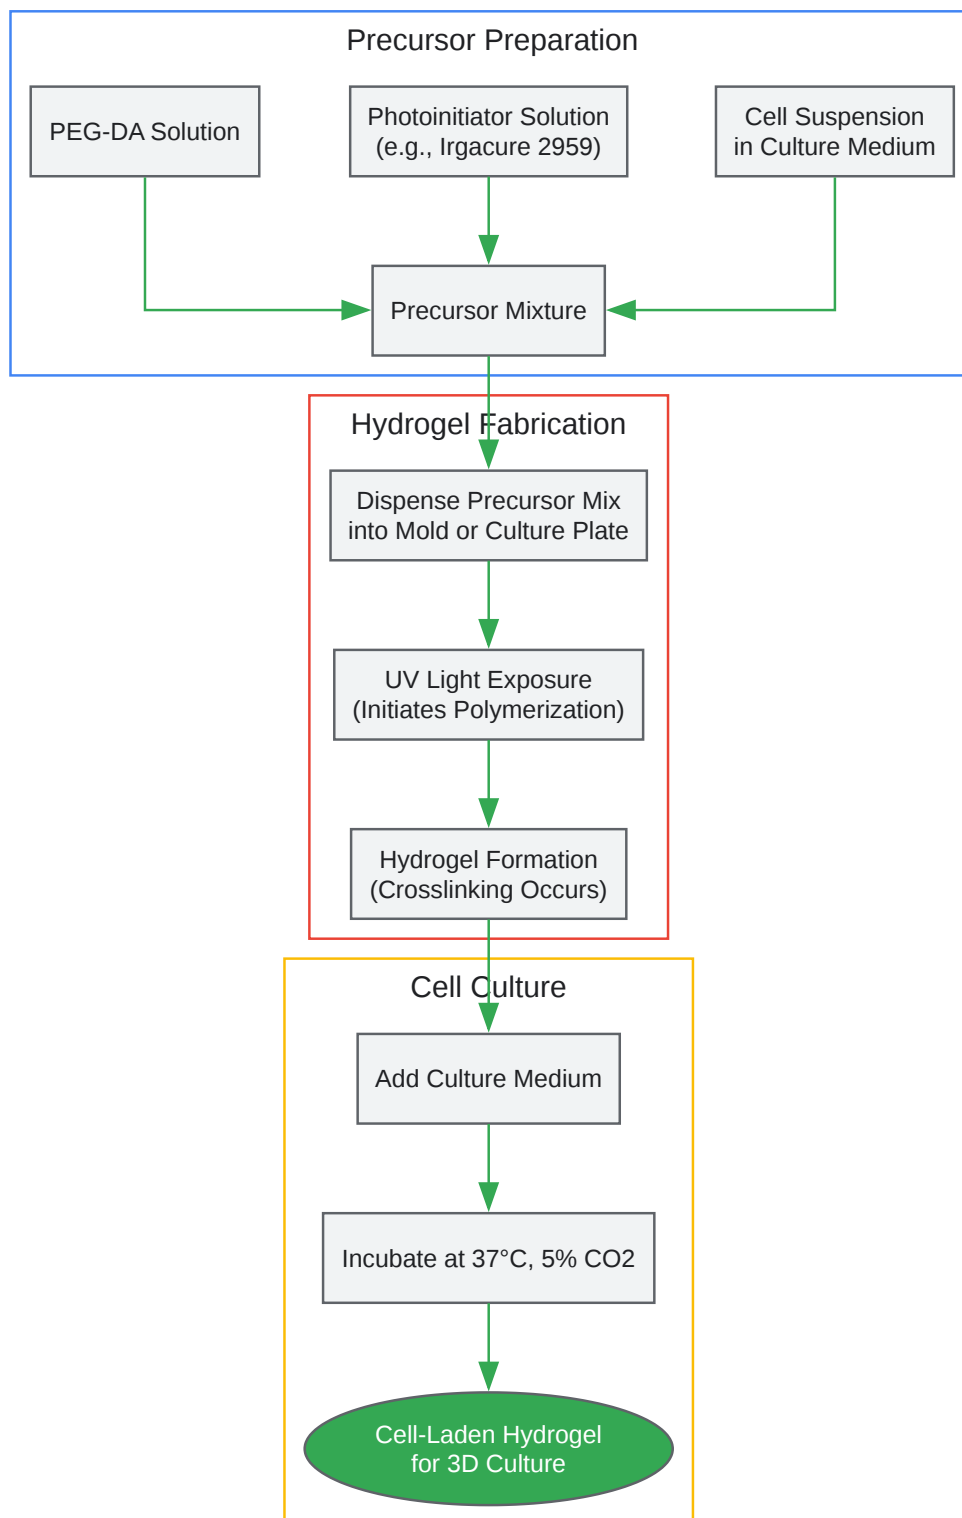 Precursor Preparation
PEG-DA Solution
Photoinitiator Solution
(e.g., Irgacure 2959)
Cell Suspension
in Culture Medium
Precursor Mixture
Hydrogel Fabrication
Dispense Precursor Mix
into Mold or Culture Plate
UV Light Exposure
(Initiates Polymerization)
Hydrogel Formation
(Crosslinking Occurs)
Cell Culture
Add Culture Medium
Incubate at 37°C, 5% CO2
Cell-Laden Hydrogel
for 3D Culture